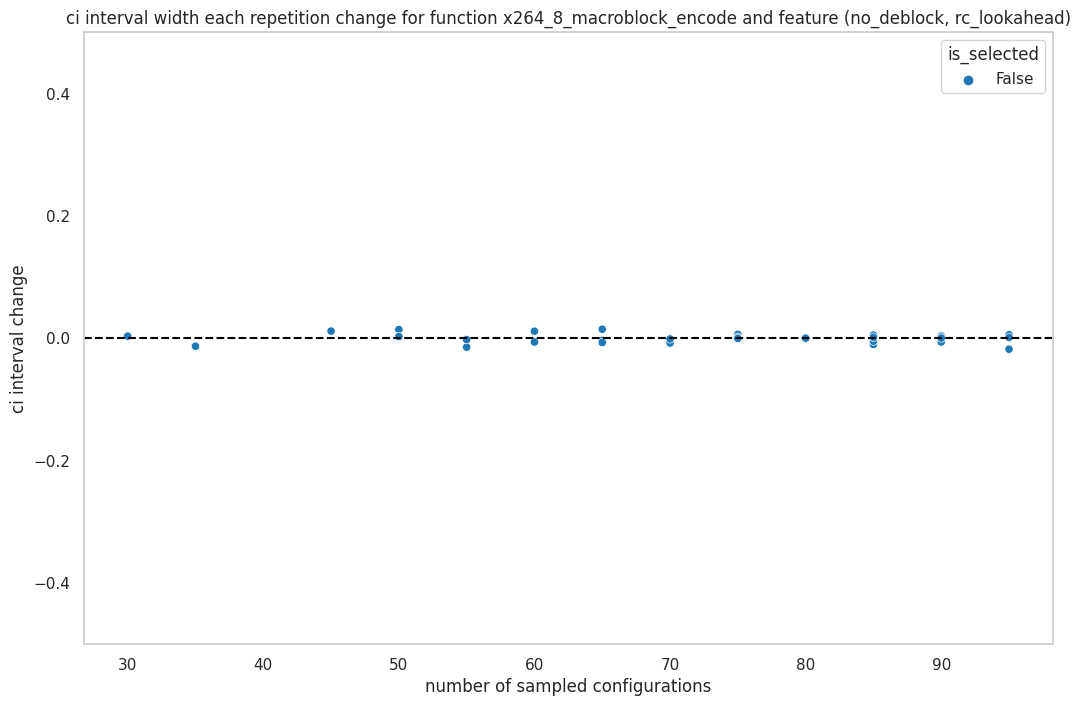 ci interval width each repetition change for function x264_8_macroblock_encode and feature (no_deblock, rc_lookahead)
is_selected
False
ci interval change
0.4
0.2
0.0
−0.2
−0.4
30 40 50 60 70 80 90
number of sampled configurations